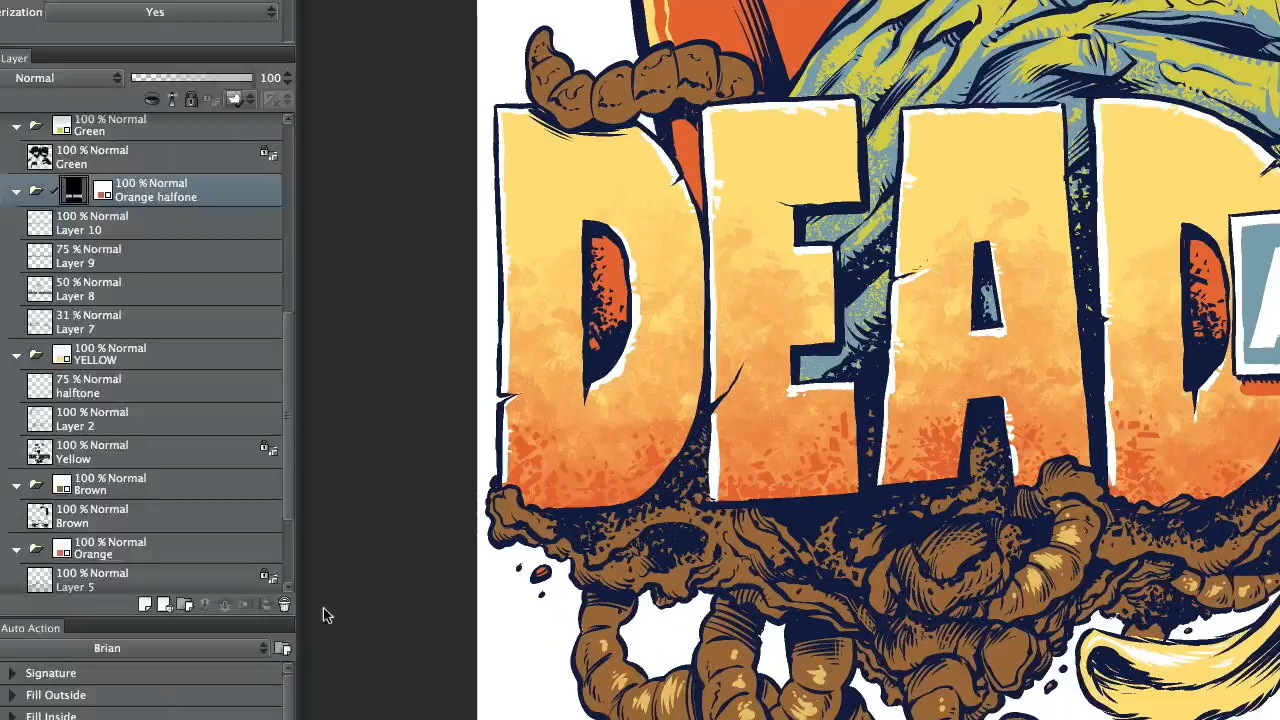 erization
Yes
Layer
Normal
100
100 % Normal
Green
100 % Normal
Green
100 % Normal
Orange halfone
100 % Normal
Layer 10
75 % Normal
Layer 9
50 % Normal
Layer 8
31 % Normal
Layer 7
100 % Normal
YELLOW
75 % Normal
halftone
100 % Normal
Layer 2
100 % Normal
Yellow
100 % Normal
Brown
100 % Normal
Brown
100 % Normal
Orange
100 % Normal
Layer 5
Auto Action
Brian
Signature
Fill Outside
Fill Inside
DEAD